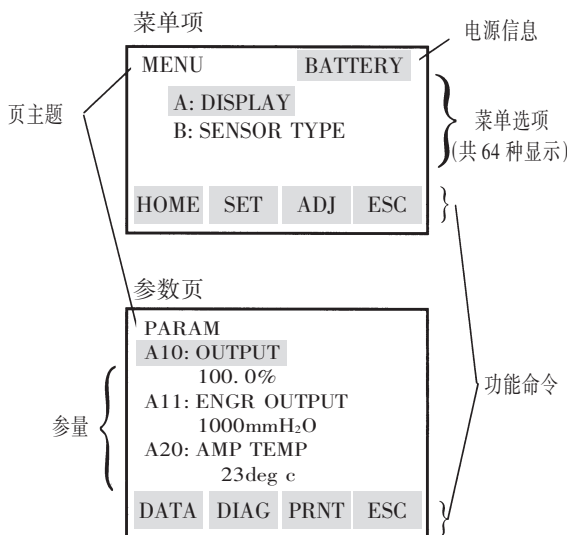 菜单项
电源信息
MENU BATTERY
页主题
A: DISPLAY
B: SENSOR TYPE
菜单选项
(共 64 种显示)
HOME SET ADJ ESC
参数页
PARAM
A10: OUTPUT
100. 0%
A11: ENGR OUTPUT
功能命令
1000mmH₂O
参量
A20: AMP TEMP
23deg c
DATA DIAG PRNT ESC